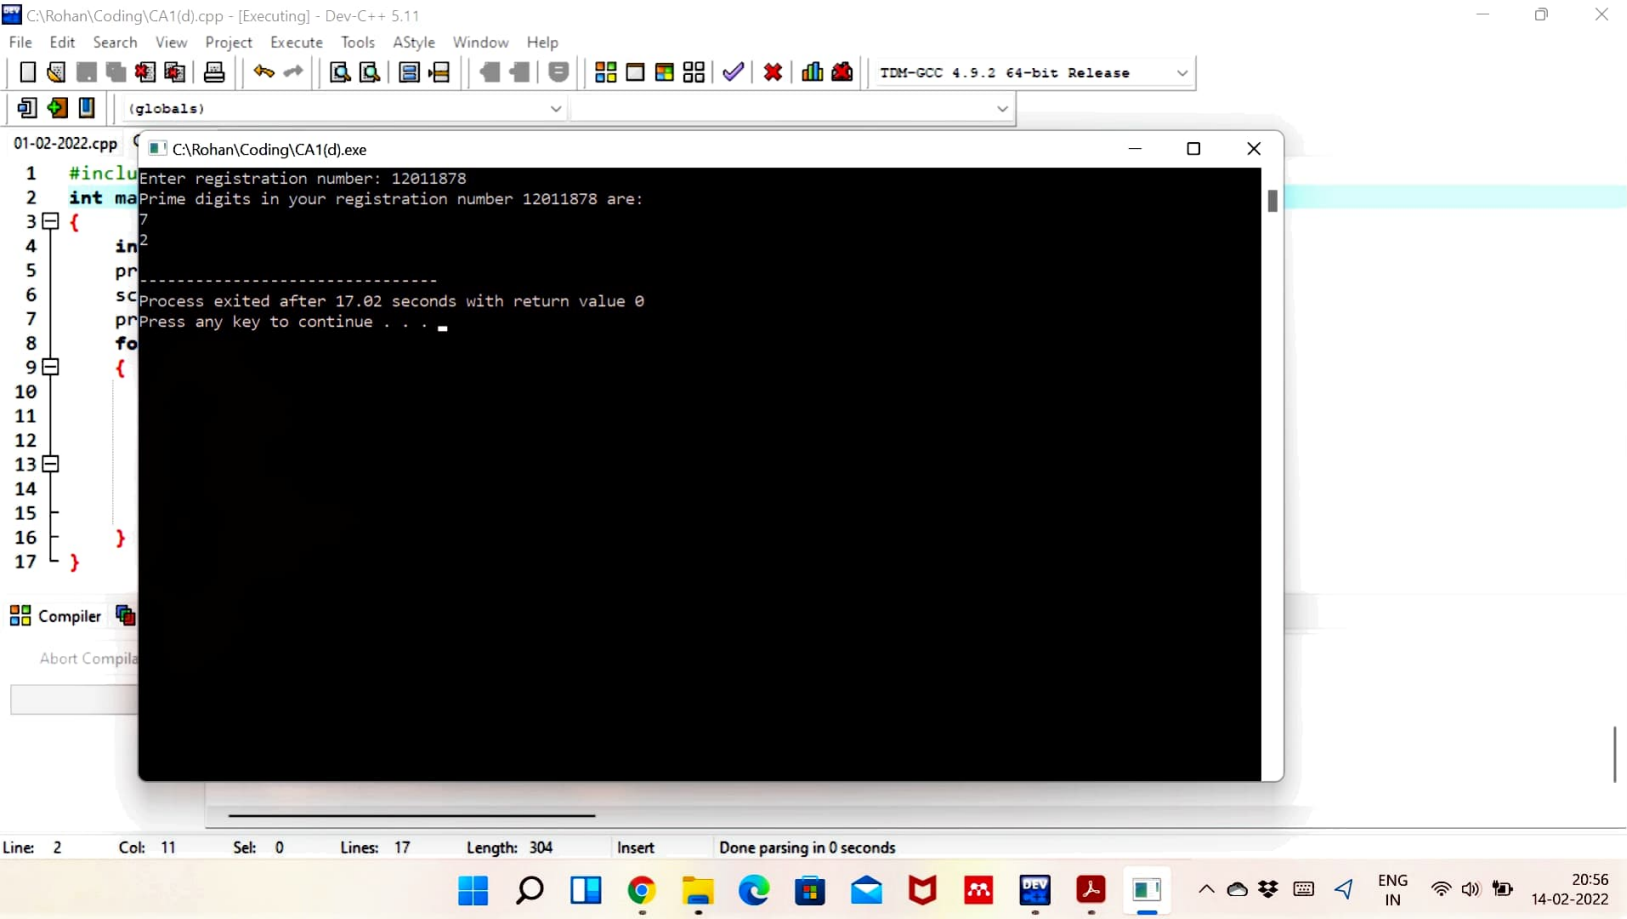 C:\Rohan\Coding\CA1(d).cpp - [Executing] - Dev-C++ 5.11
File Edit Search View Project Execute Tools AStyle Window Help
TDM-GCC 4.9.2 64-bit Release
(globals)
01-02-2022.cpp
C:\Rohan\Coding\CA1(d).exe
1 #inclu
2 int ma
3 {
4 in
5 pr
6 sc
7 pr
8 fo
9 {
10
11
12
13
14
15
16 }
17 }
Enter registration number: 12011878
Prime digits in your registration number 12011878 are:
7
2
--------------------------------
Process exited after 17.02 seconds with return value 0
Press any key to continue . . .
Compiler
Abort Compila
Line: 2 Col: 11 Sel: 0 Lines: 17 Length: 304 Insert Done parsing in 0 seconds
DEV
ENG
IN
20:56
14-02-2022